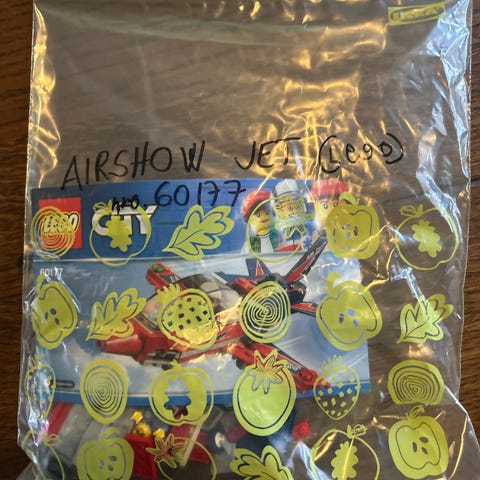 AIRSHOW JET (Lego)
no. 60177
LEGO CITY
60177